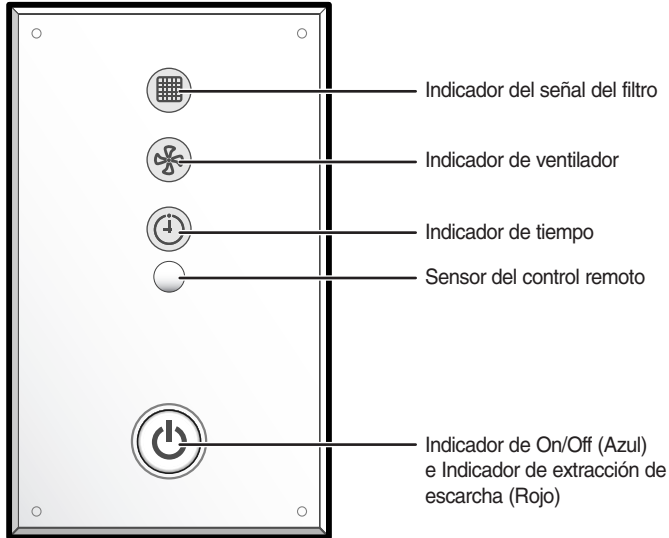 Indicador del señal del filtro
Indicador de ventilador
Indicador de tiempo
Sensor del control remoto
Indicador de On/Off (Azul)
e Indicador de extracción de
escarcha (Rojo)